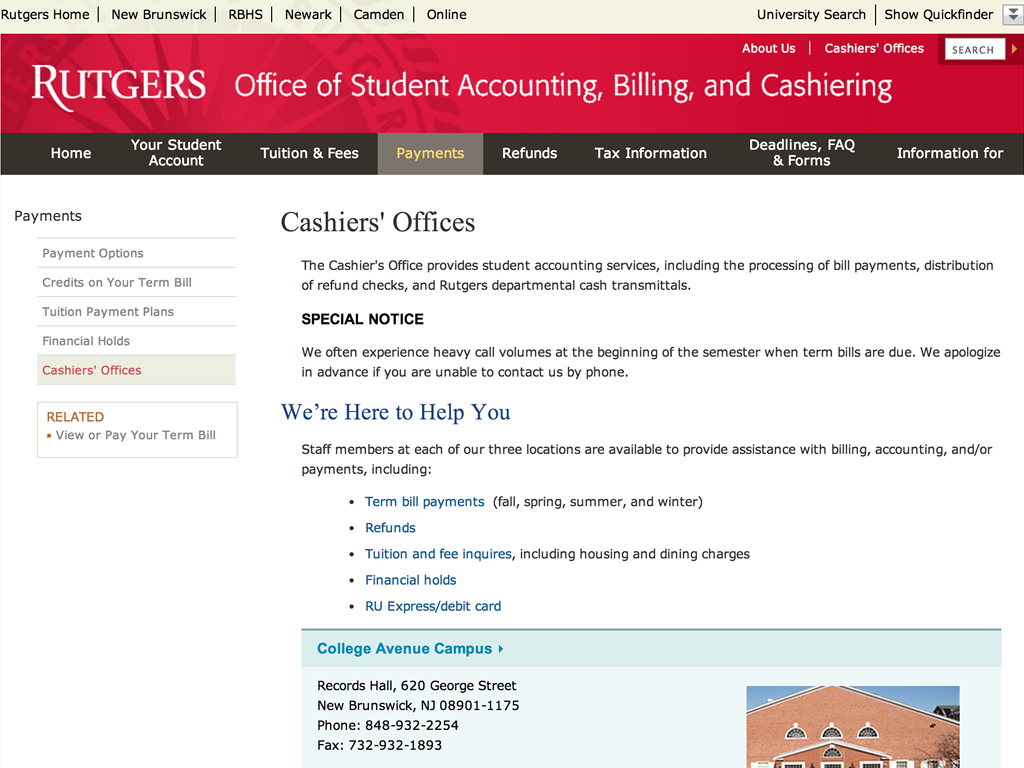 Rutgers Home | New Brunswick | RBHS | Newark | Camden | Online
University Search | Show Quickfinder
About Us | Cashiers' Offices
SEARCH
RUTGERS Office of Student Accounting, Billing, and Cashiering
Home
Your Student
Account
Tuition & Fees
Payments
Refunds
Tax Information
Deadlines, FAQ
& Forms
Information for
Payments
Payment Options
Credits on Your Term Bill
Tuition Payment Plans
Financial Holds
Cashiers' Offices
RELATED
View or Pay Your Term Bill
Cashiers' Offices
The Cashier's Office provides student accounting services, including the processing of bill payments, distribution
of refund checks, and Rutgers departmental cash transmittals.
SPECIAL NOTICE
We often experience heavy call volumes at the beginning of the semester when term bills are due. We apologize
in advance if you are unable to contact us by phone.
We’re Here to Help You
Staff members at each of our three locations are available to provide assistance with billing, accounting, and/or
payments, including:
• Term bill payments (fall, spring, summer, and winter)
• Refunds
• Tuition and fee inquires, including housing and dining charges
• Financial holds
• RU Express/debit card
College Avenue Campus
Records Hall, 620 George Street
New Brunswick, NJ 08901-1175
Phone: 848-932-2254
Fax: 732-932-1893